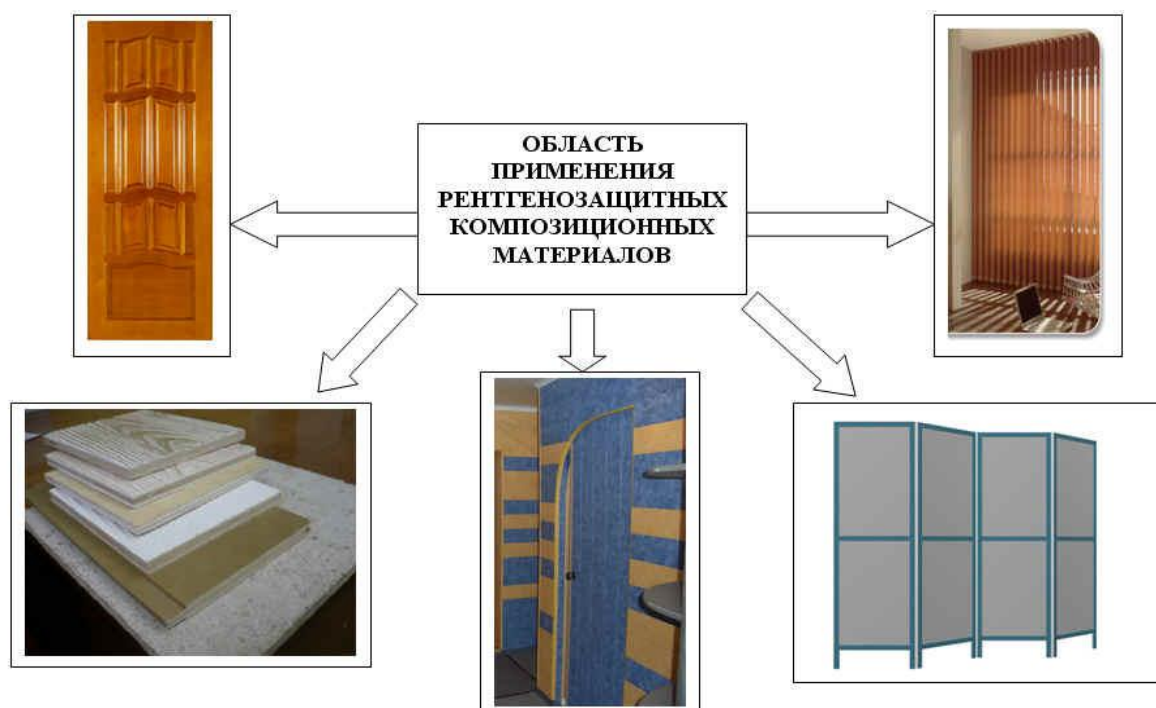 ОБЛАСТЬ
ПРИМЕНЕНИЯ
РЕНТГЕНОЗАЩИТНЫХ
КОМПОЗИЦИОННЫХ
МАТЕРИАЛОВ